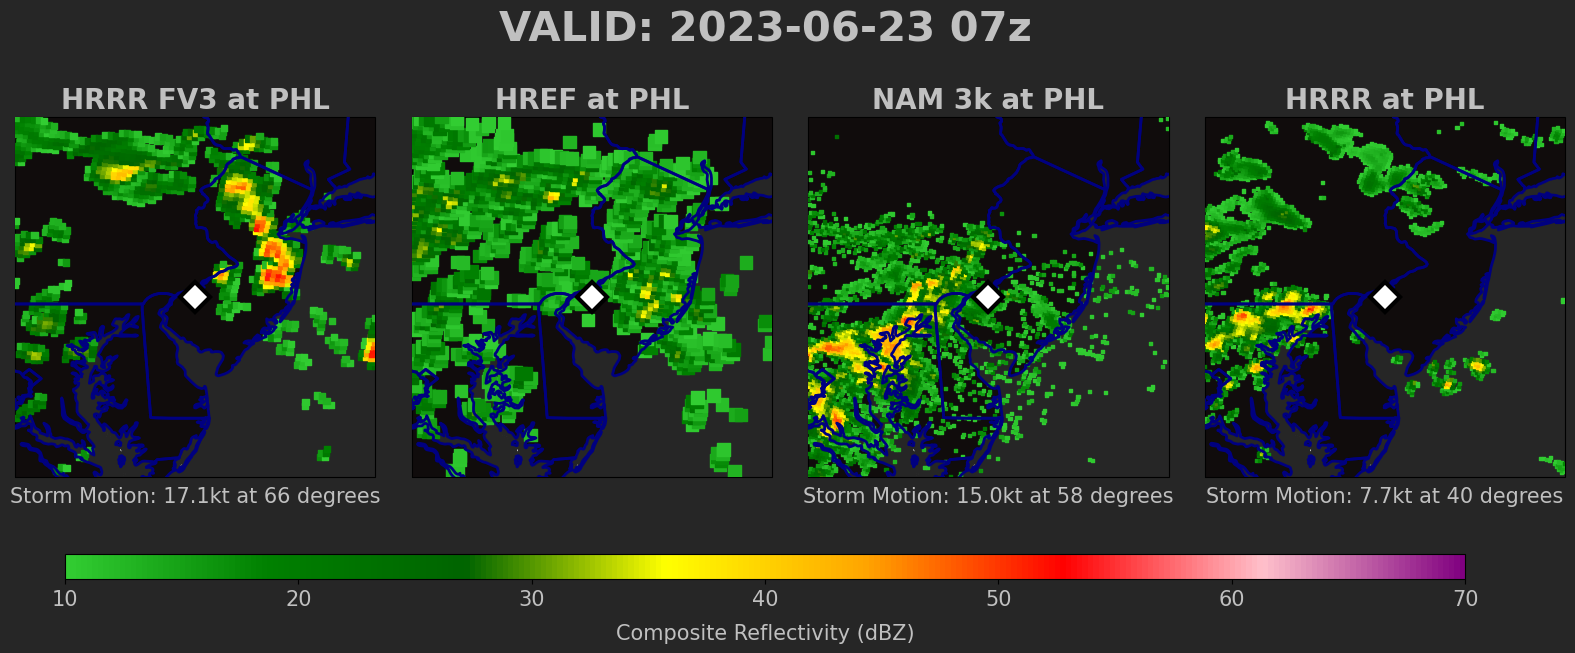 VALID: 2023-06-23 07z
HRRR FV3 at PHL
HREF at PHL
NAM 3k at PHL
HRRR at PHL
Storm Motion: 17.1kt at 66 degrees
Storm Motion: 15.0kt at 58 degrees
Storm Motion: 7.7kt at 40 degrees
10 20 30 40 50 60 70
Composite Reflectivity (dBZ)